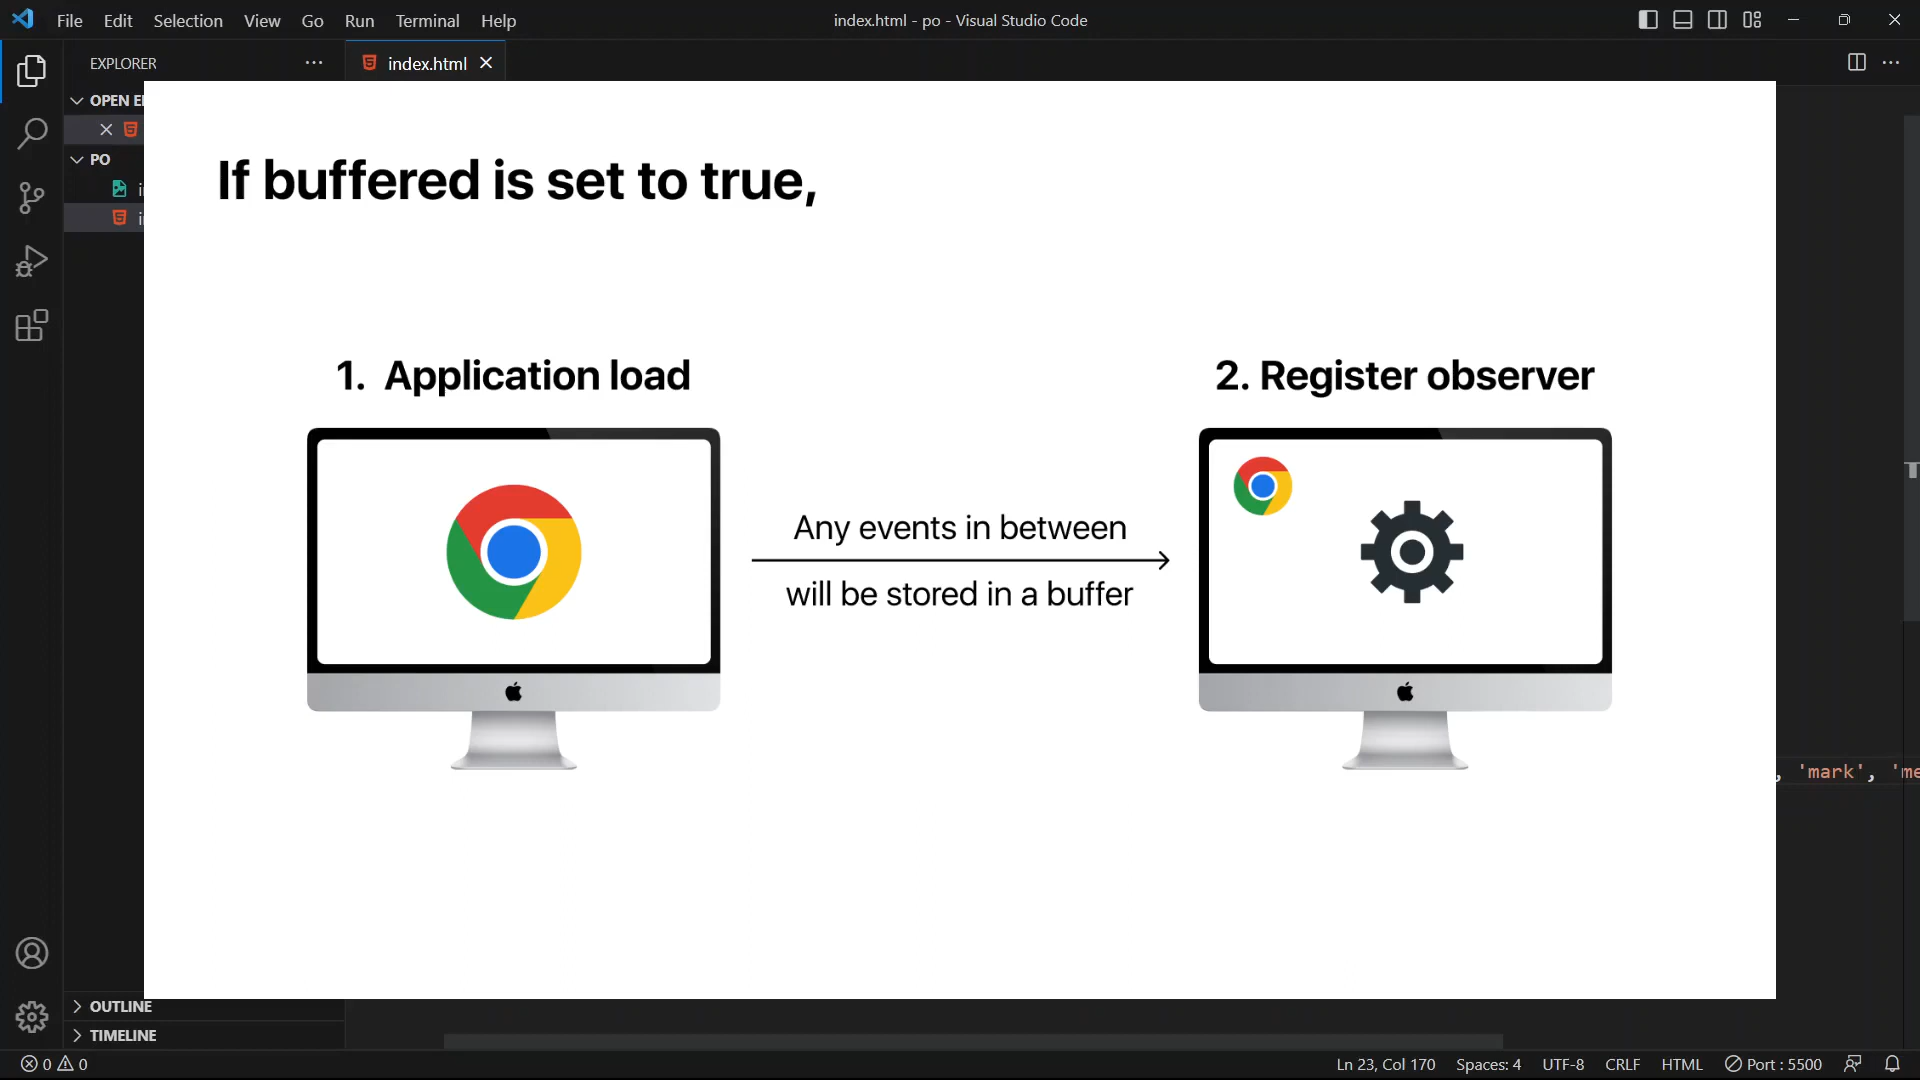 File Edit Selection View Go Run Terminal Help
index.html - po - Visual Studio Code
EXPLORER
index.html
OPEN
PO
If buffered is set to true,
1. Application load
2. Register observer
Any events in between
will be stored in a buffer
, 'mark', 'me
OUTLINE
TIMELINE
0 0
Ln 23, Col 170 Spaces: 4 UTF-8 CRLF HTML Port : 5500